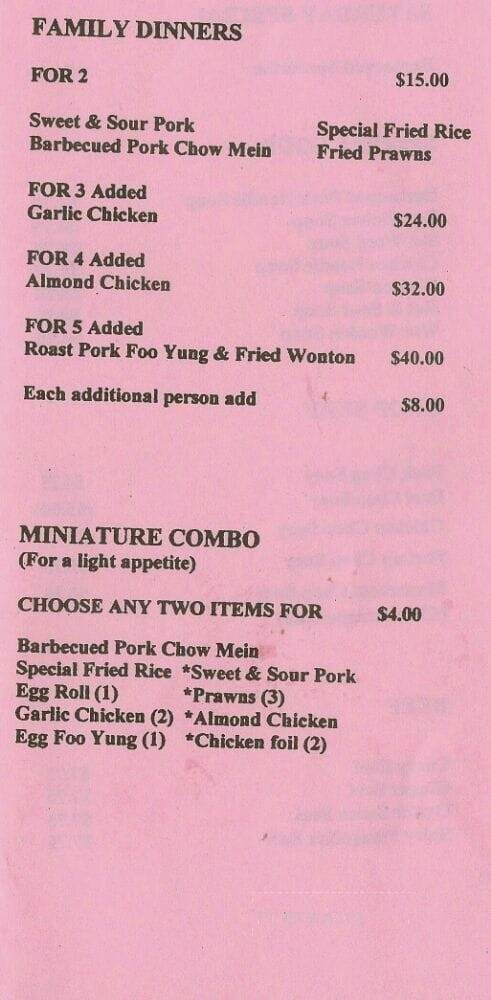 FAMILY DINNERS
FOR 2 $15.00
Sweet & Sour Pork Special Fried Rice
Barbecued Pork Chow Mein Fried Prawns
FOR 3 Added
Garlic Chicken $24.00
FOR 4 Added
Almond Chicken $32.00
FOR 5 Added
Roast Pork Foo Yung & Fried Wonton $40.00
Each additional person add $8.00
MINIATURE COMBO
(For a light appetite)
CHOOSE ANY TWO ITEMS FOR $4.00
Barbecued Pork Chow Mein
Special Fried Rice *Sweet & Sour Pork
Egg Roll (1) *Prawns (3)
Garlic Chicken (2) *Almond Chicken
Egg Foo Yung (1) *Chicken foil (2)